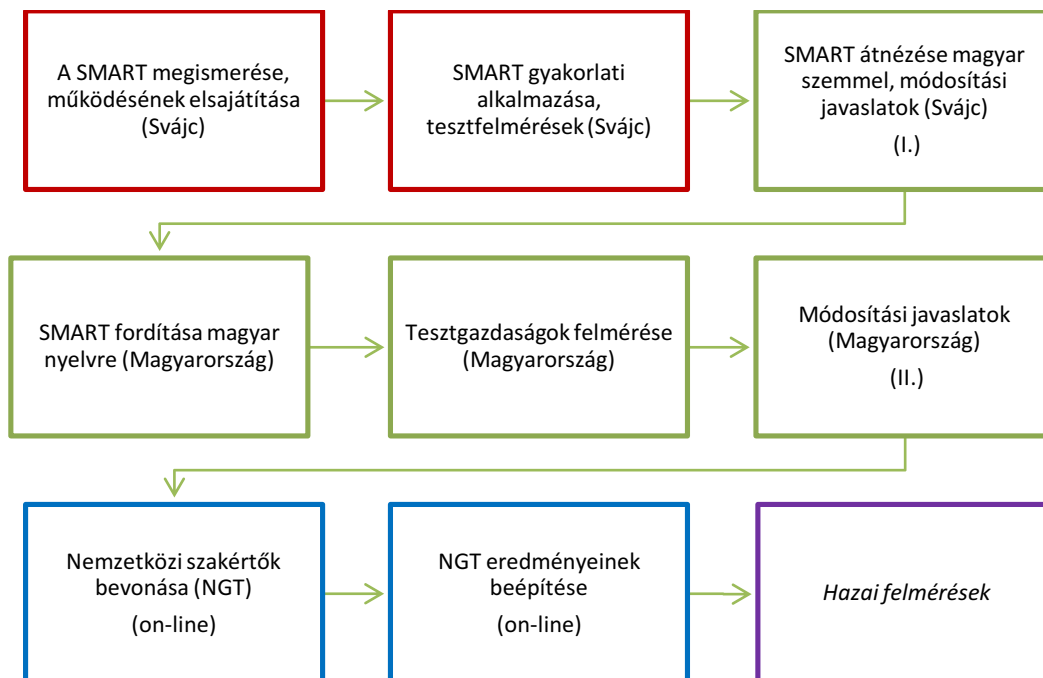 A SMART megismerése,
működésének elsajátítása
(Svájc)
SMART gyakorlati
alkalmazása,
tesztfelmérések (Svájc)
SMART átnézése magyar
szemmel, módosítási
javaslatok (Svájc)
(I.)
SMART fordítása magyar
nyelvre (Magyarország)
Tesztgazdaságok felmérése
(Magyarország)
Módosítási javaslatok
(Magyarország)
(II.)
Nemzetközi szakértők
bevonása (NGT)
(on-line)
NGT eredményeinek
beépítése
(on-line)
Hazai felmérések